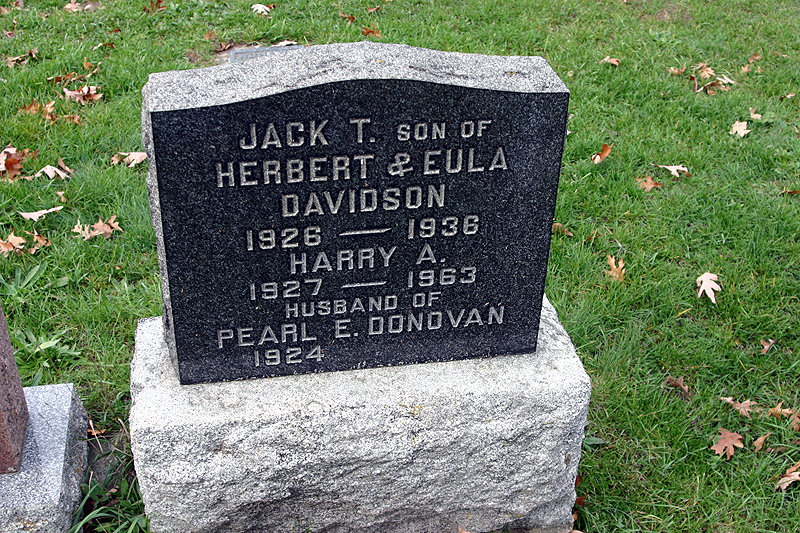 JACK T. SON OF
HERBERT & EULA
DAVIDSON
1926 — 1936
HARRY A.
1927 — 1963
HUSBAND OF
PEARL E. DONOVAN
1924